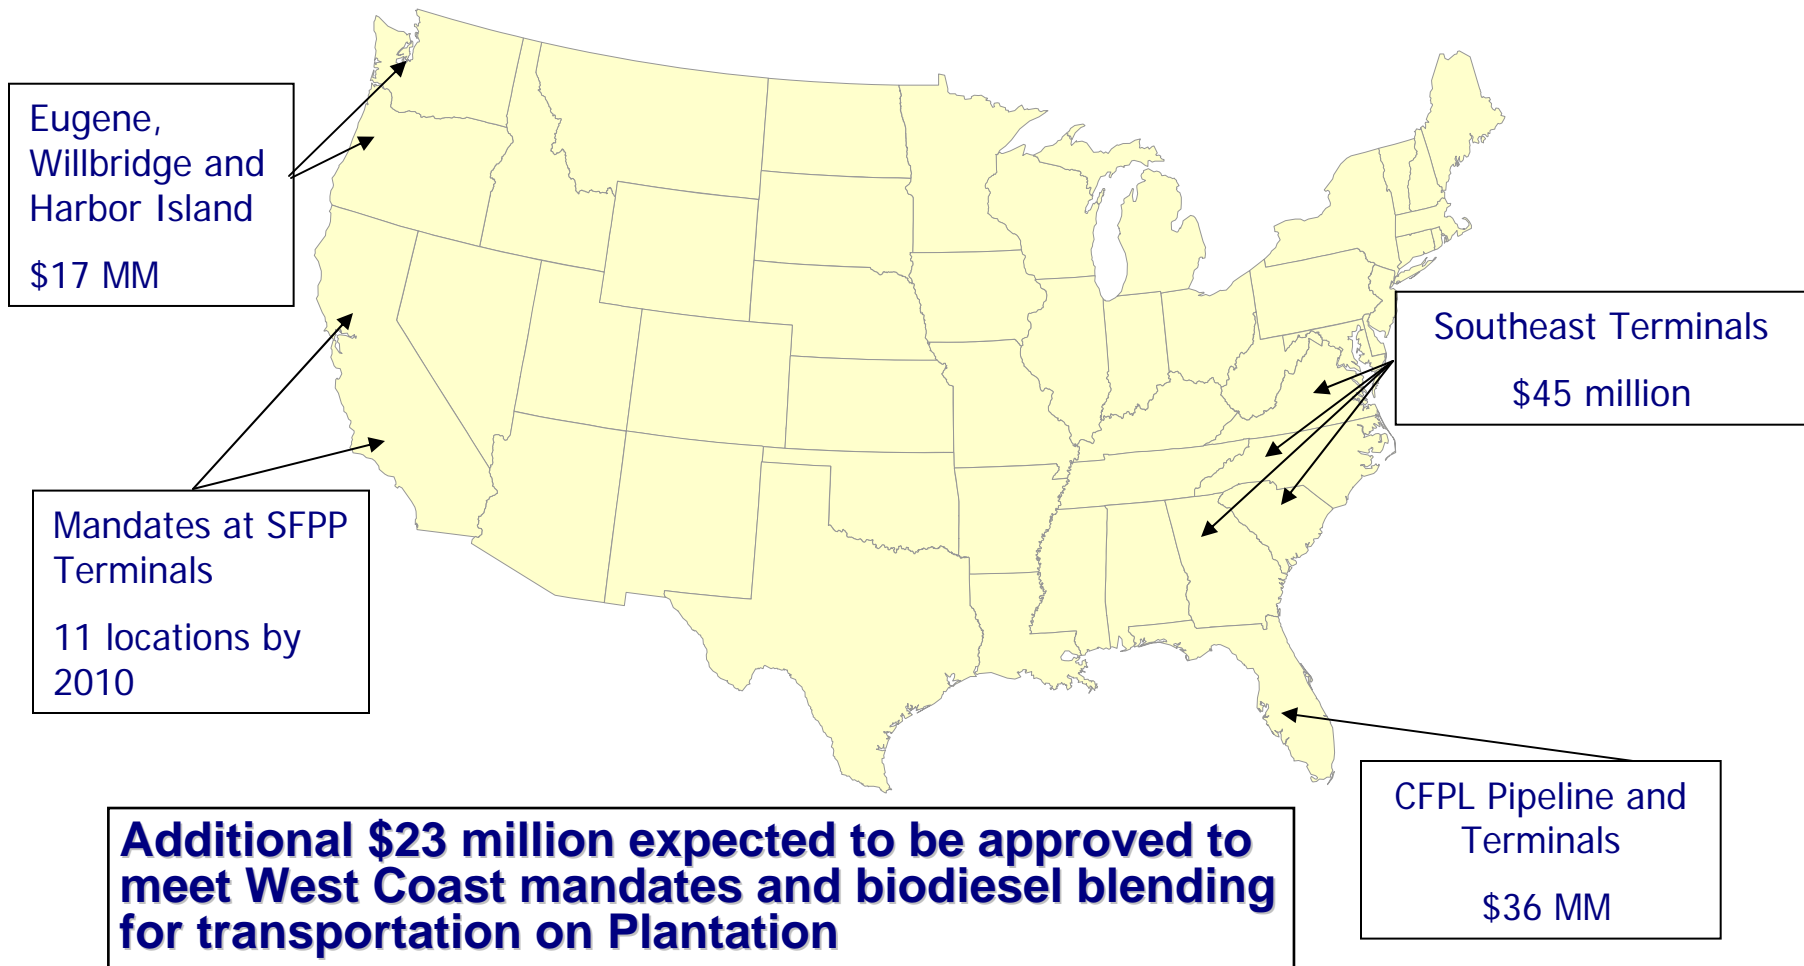 Eugene,
Willbridge and
Harbor Island
$17 MM
Southeast Terminals
$45 million
Mandates at SFPP
Terminals
11 locations by
2010
CFPL Pipeline and
Terminals
$36 MM
Additional $23 million expected to be approved to
meet West Coast mandates and biodiesel blending
for transportation on Plantation